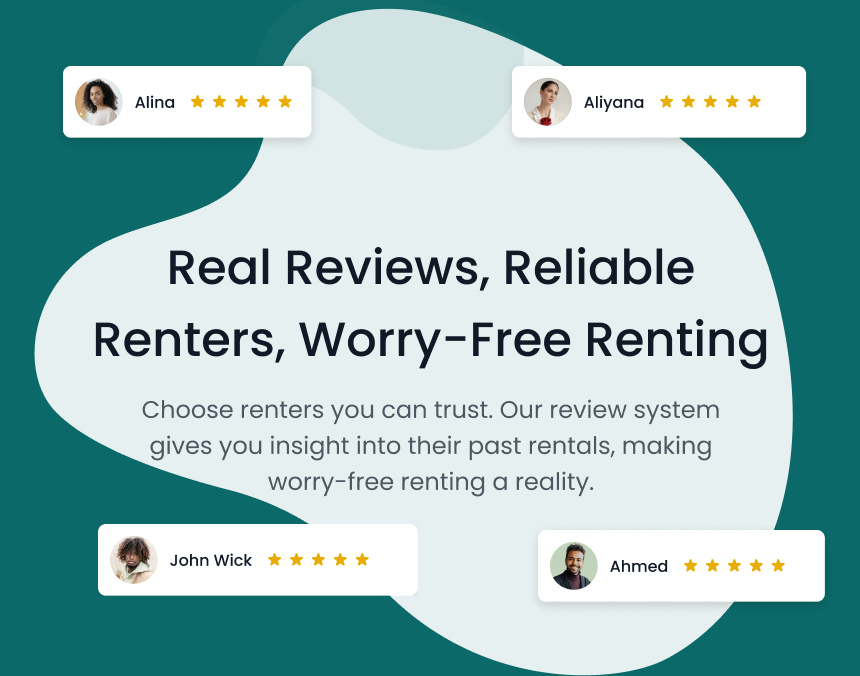 Alina
Aliyana
Real Reviews, Reliable
Renters, Worry-Free Renting
Choose renters you can trust. Our review system
gives you insight into their past rentals, making
worry-free renting a reality.
John Wick
Ahmed